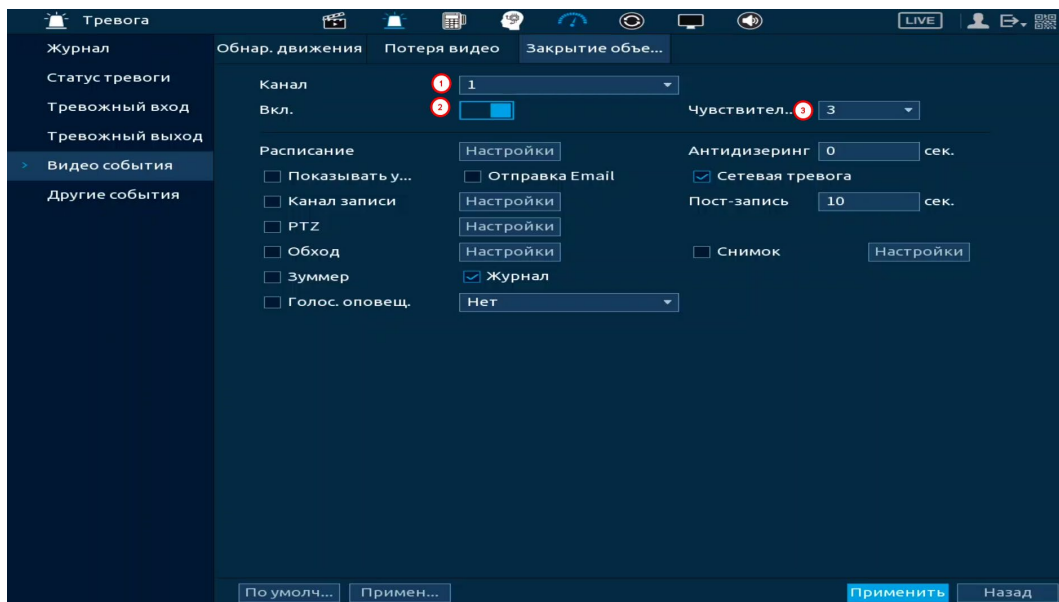 Тревога
LIVE
Журнал
Статус тревоги
Тревожный вход
Тревожный выход
Видео события
Другие события
Обнар. движения Потеря видео Закрытие объе...
Канал 1 1
Вкл. 2 Чувствител.. 3 3
Расписание Настройки Антидизеринг 0 сек.
Показывать у... Отправка Email Сетевая тревога
Канал записи Настройки Пост-запись 10 сек.
PTZ Настройки
Обход Настройки Снимок Настройки
Зуммер Журнал
Голос. оповещ. Нет
По умолч... Примен... Применить Назад